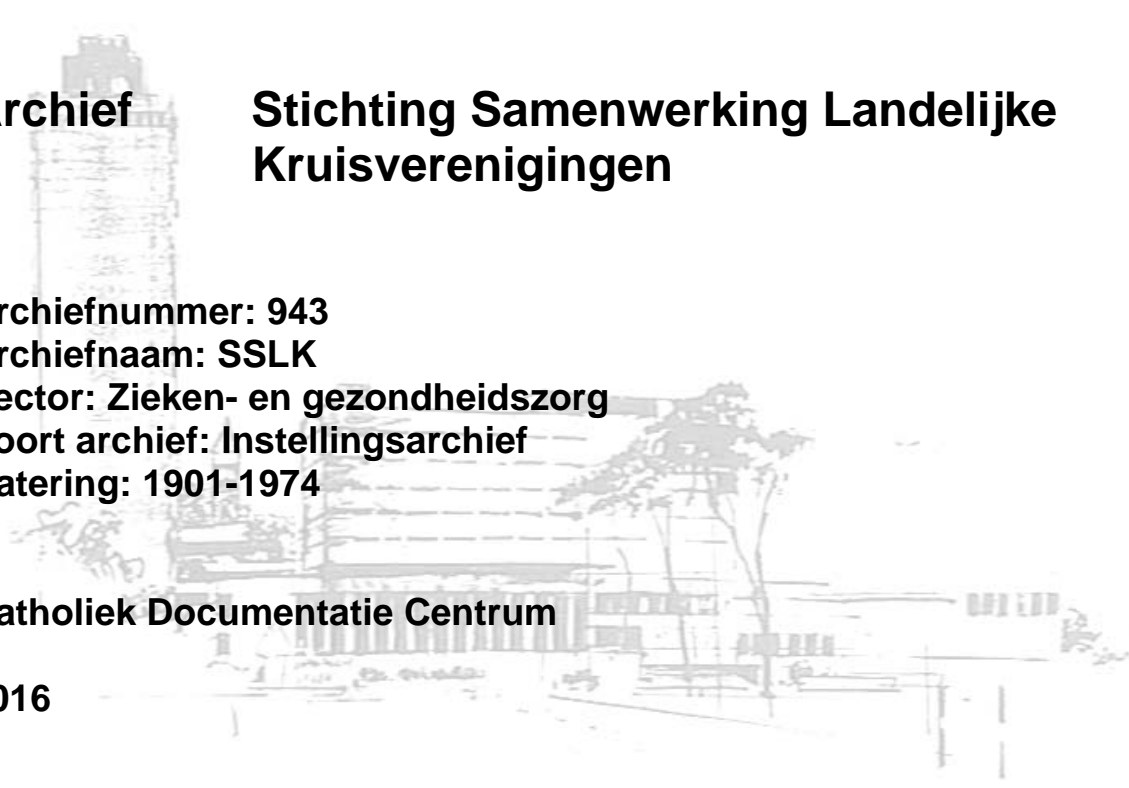 rchief Stichting Samenwerking Landelijke
Kruisverenigingen
rchiefnummer: 943
rchiefnaam: SSLK
ector: Zieken- en gezondheidszorg
oort archief: Instellingsarchief
atering: 1901-1974
atholiek Documentatie Centrum
016